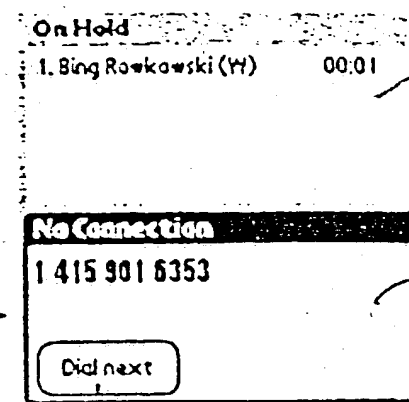 On Hold
1. Bing Rowkowski (W) 00:01
No Connection
1 415 901 6353
Dial next